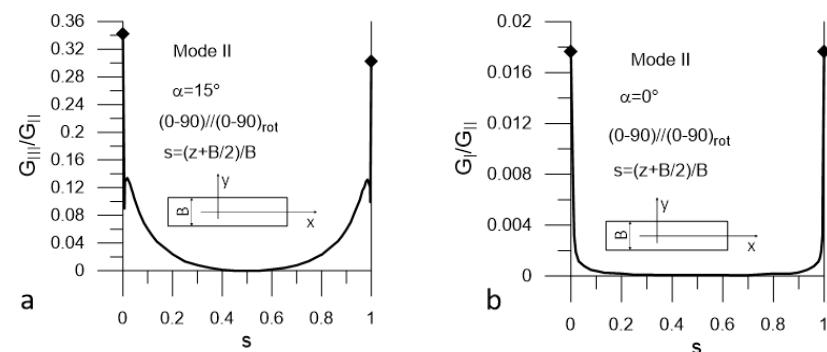 0.36
0.32
0.28
0.24
0.2
0.16
0.12
0.08
0.04
0
G_III/G_II
Mode II
α=15°
(0-90)//(0-90)rot
s=(z+B/2)/B
B
y
x
0
0.2
0.4
0.6
0.8
1
s
a
0.02
0.016
0.012
0.008
0.004
0
G_I/G_II
Mode II
α=0°
(0-90)//(0-90)rot
s=(z+B/2)/B
B
y
x
0
0.2
0.4
0.6
0.8
1
s
b